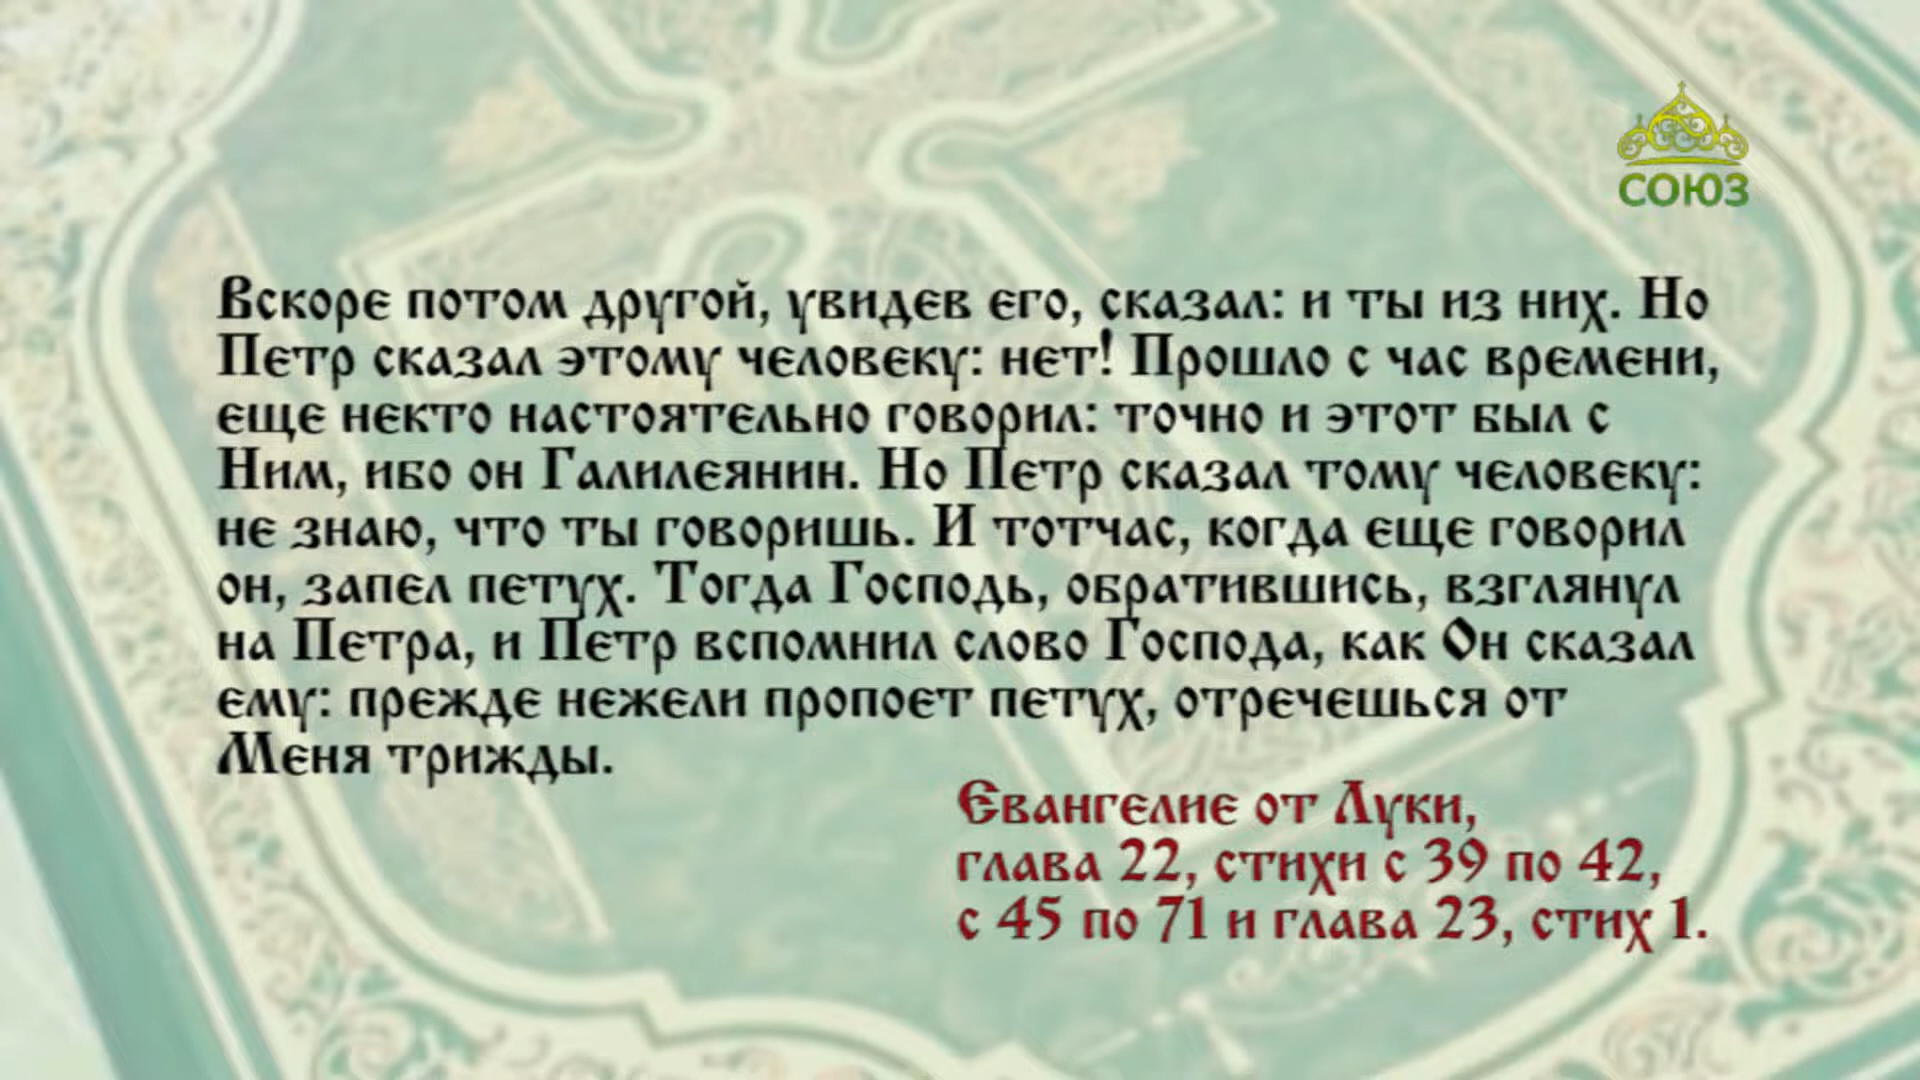 СОЮЗ
Вскоре потом другой, увидев его, сказал: и ты из них. Но
Петр сказал этому человеку: нет! Прошло с час времени,
еще некто настоятельно говорил: точно и этот был с
Ним, ибо он Галилеянин. Но Петр сказал тому человеку:
не знаю, что ты говоришь. И тотчас, когда еще говорил
он, запел петух. Тогда Господь, обратившись, взглянул
на Петра, и Петр вспомнил слово Господа, как Он сказал
ему: прежде нежели пропоет петух, отречешься от
Меня трижды.
Евангелие от Луки,
глава 22, стихи с 39 по 42,
с 45 по 71 и глава 23, стих 1.